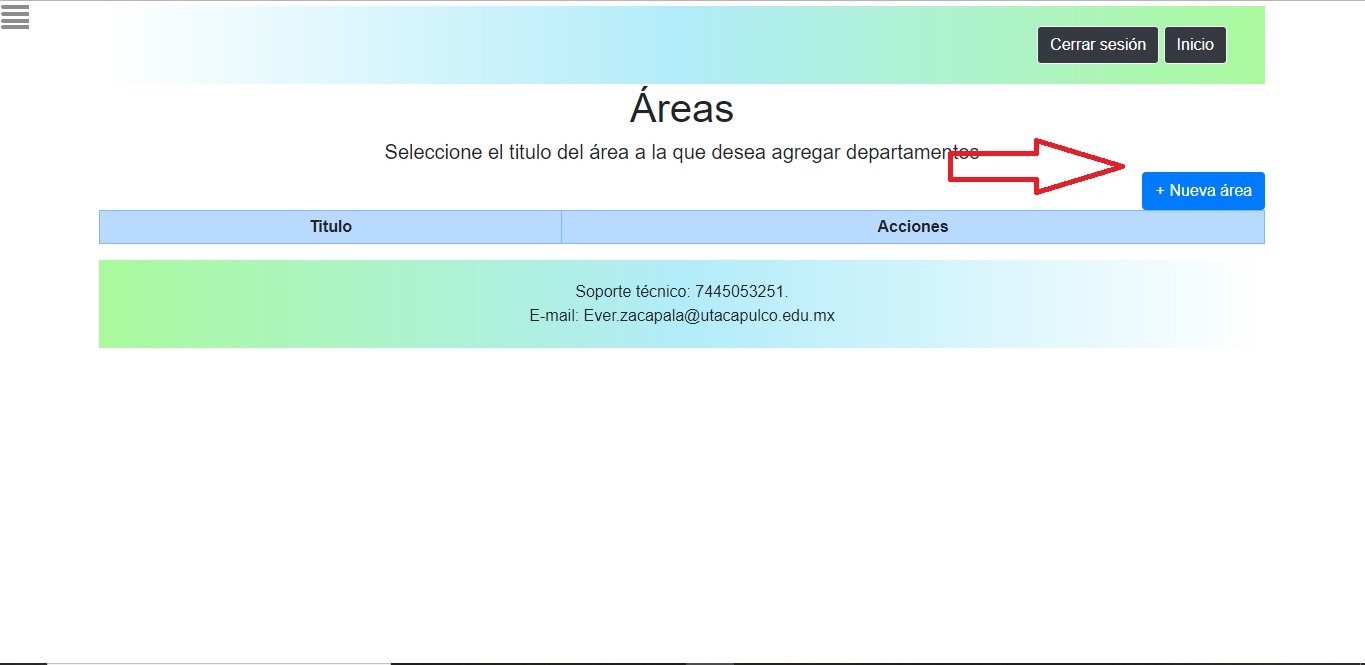 Cerrar sesión Inicio
Áreas
Seleccione el titulo del área a la que desea agregar departamentos
+ Nueva área
Titulo Acciones
Soporte técnico: 7445053251.
E-mail: Ever.zacapala@utacapulco.edu.mx